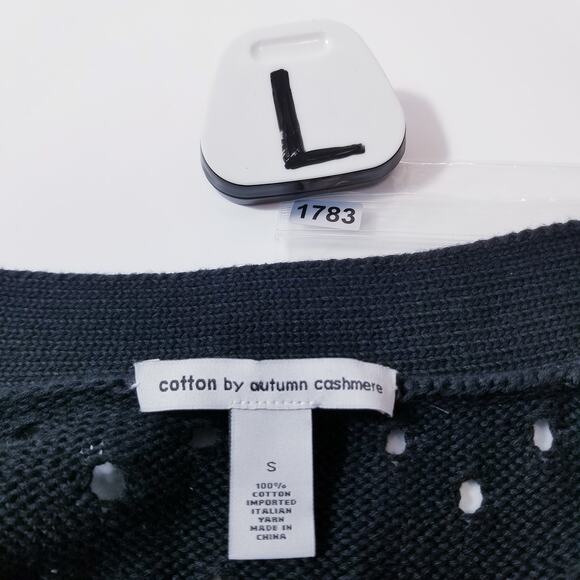 L
1783
cotton by autumn cashmere
S
100%
COTTON
IMPORTED
ITALIAN
YARN
MADE IN
CHINA